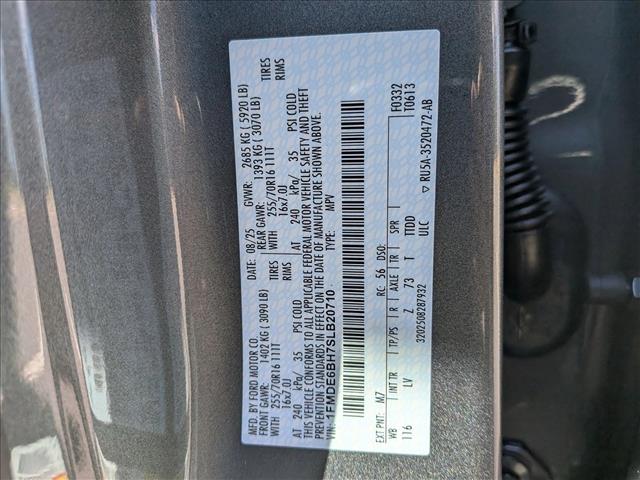 MFD. BY FORD MOTOR CO.
DATE: 08/25 GVWR: 2685 KG ( 5920 LB)
FRONT GAWR: 1402 KG ( 3090 LB) REAR GAWR: 1393 KG ( 3070 LB)
WITH 255/70R16 111T TIRES WITH 255/70R16 111T TIRES
16x7.0J RIMS 16x7.0J RIMS
AT 240 kPa/ 35 PSI COLD AT 240 kPa/ 35 PSI COLD
THIS VEHICLE CONFORMS TO ALL APPLICABLE FEDERAL MOTOR VEHICLE SAFETY AND THEFT
PREVENTION STANDARDS IN EFFECT ON THE DATE OF MANUFACTURE SHOWN ABOVE.
VIN: 1FMDE6BH7SLB20710 TYPE: MPV
EXT PNT: M7 RC: 56 DSO: F0332
WB INT TR TP/PS R AXLE TR SPR T0613
116 LV Z 73 T TTDD
ULC
3202508287932 ▽ RU5A-3520472-AB